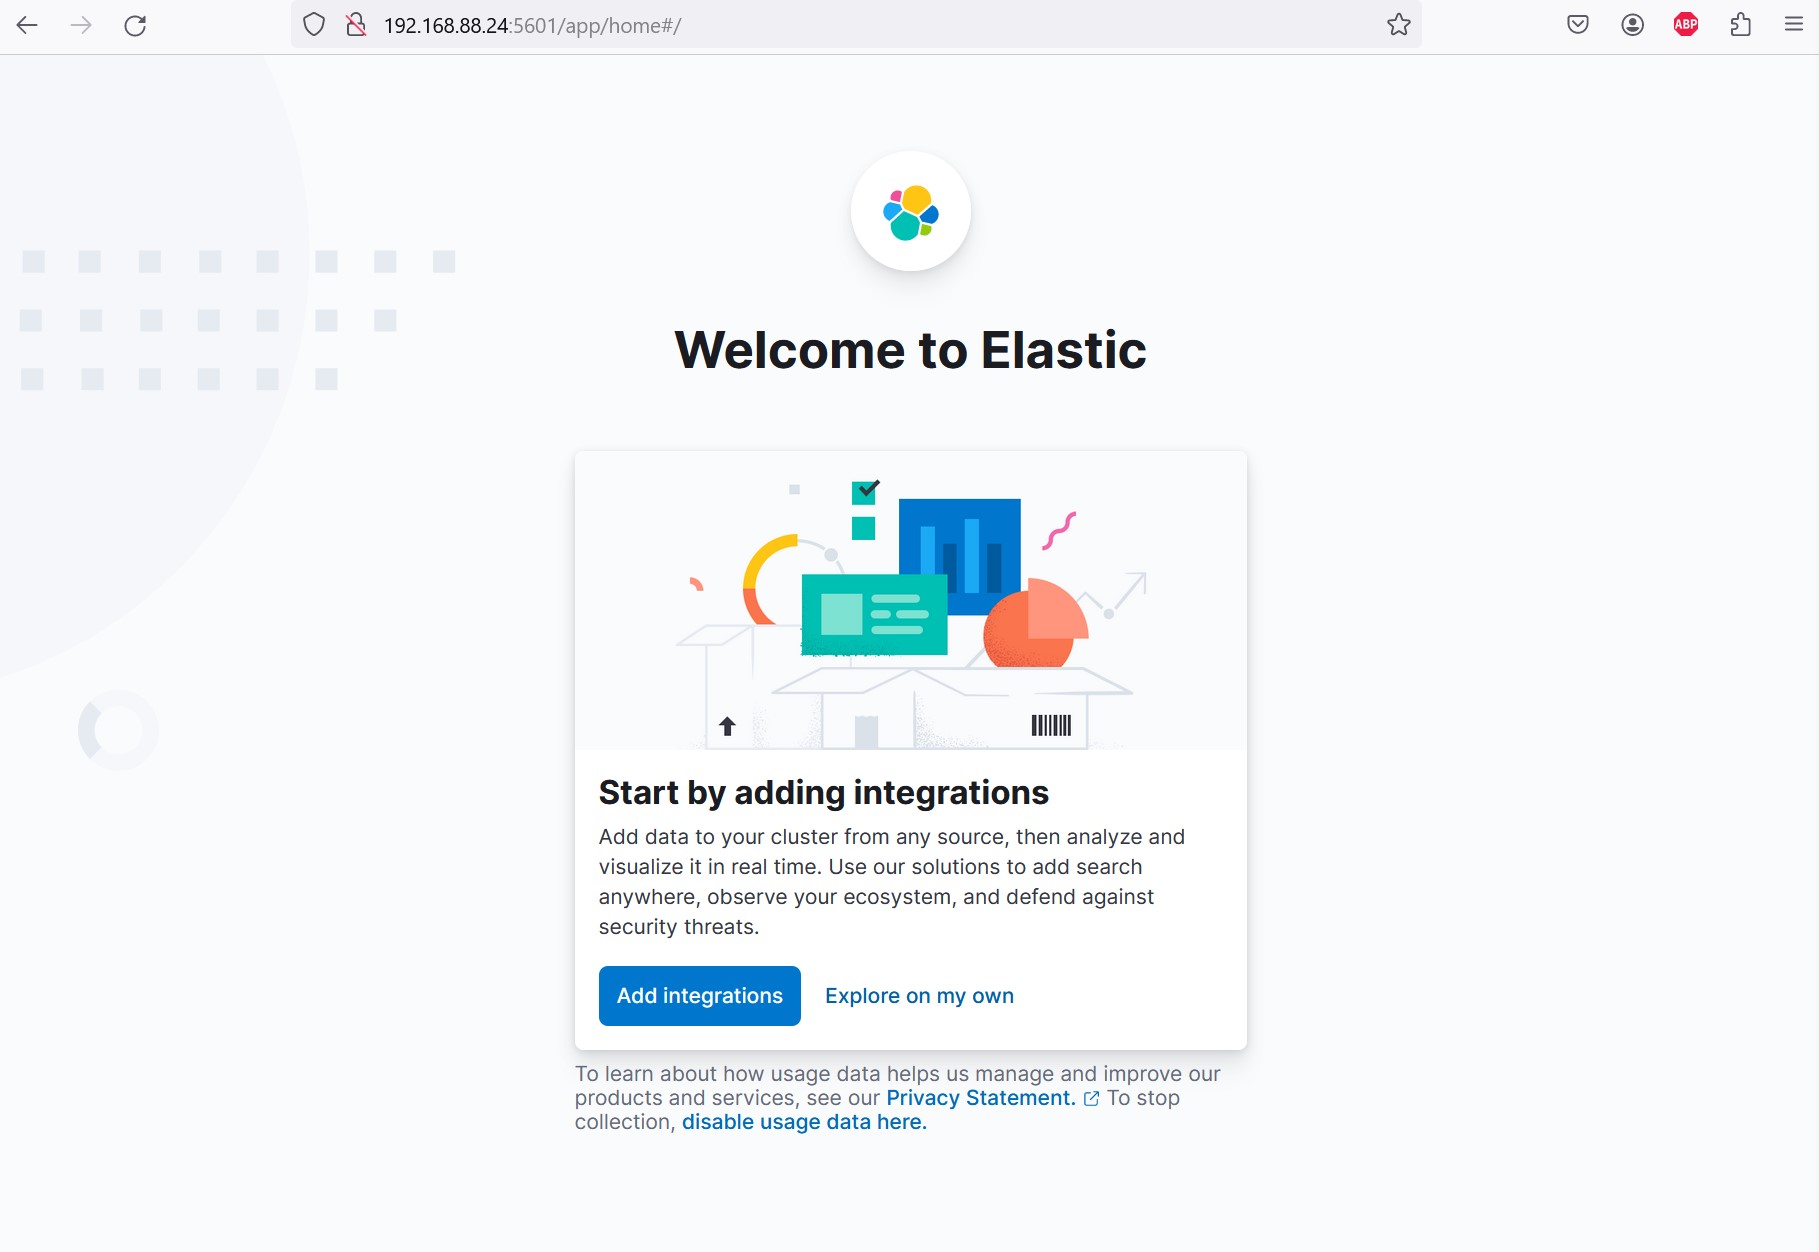 192.168.88.24:5601/app/home#/
ABP
Welcome to Elastic
Start by adding integrations
Add data to your cluster from any source, then analyze and
visualize it in real time. Use our solutions to add search
anywhere, observe your ecosystem, and defend against
security threats.
Add integrations
Explore on my own
To learn about how usage data helps us manage and improve our
products and services, see our Privacy Statement. To stop
collection, disable usage data here.